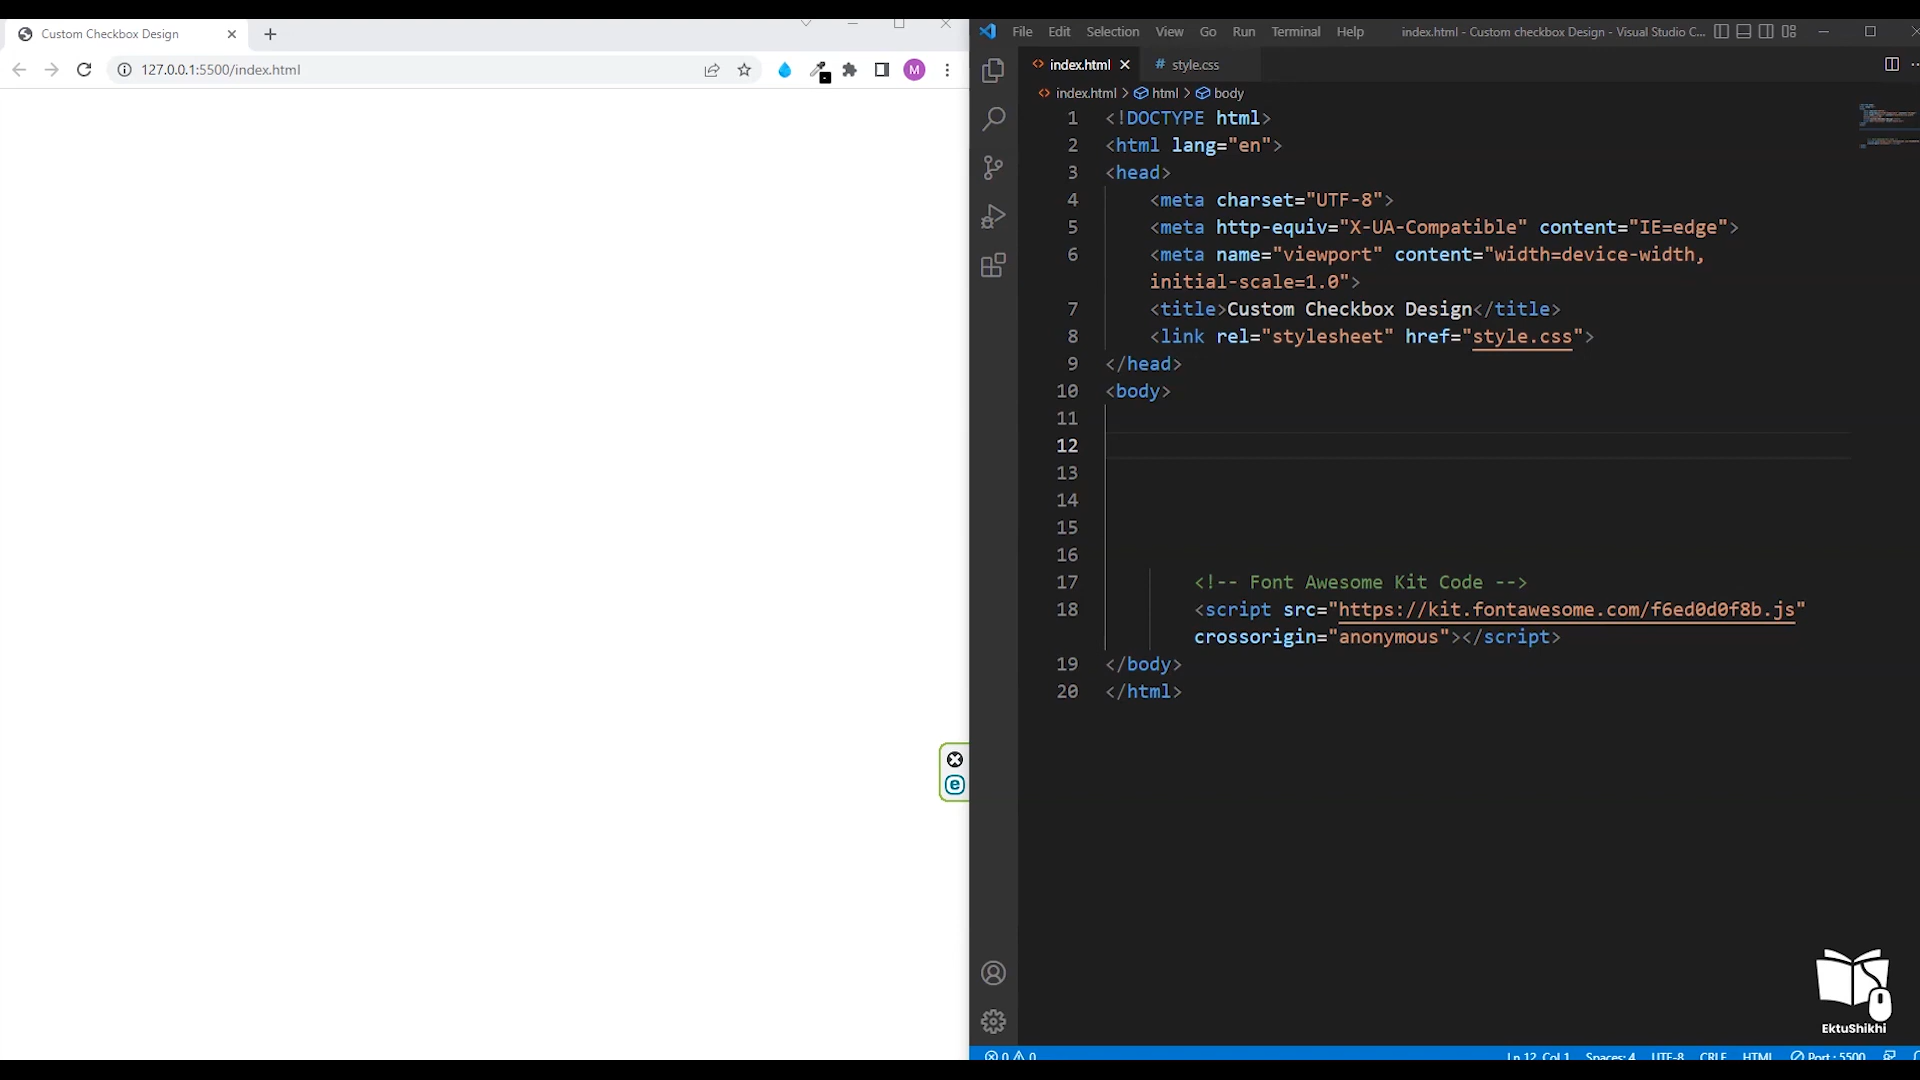 Custom Checkbox Design
127.0.0.1:5500/index.html
M
File Edit Selection View Go Run Terminal Help index.html - Custom checkbox Design - Visual Studio C...
index.html # style.css
index.html > html > body
1 <!DOCTYPE html>
2 <html lang="en">
3 <head>
4 <meta charset="UTF-8">
5 <meta http-equiv="X-UA-Compatible" content="IE=edge">
6 <meta name="viewport" content="width=device-width,
initial-scale=1.0">
7 <title>Custom Checkbox Design</title>
8 <link rel="stylesheet" href="style.css">
9 </head>
10 <body>
11
12
13
14
15
16
17 <!-- Font Awesome Kit Code -->
18 <script src="https://kit.fontawesome.com/f6ed0d0f8b.js"
crossorigin="anonymous"></script>
19 </body>
20 </html>
e
EktuShikhi
0 0 Ln 12, Col 1 Spaces: 4 UTF-8 CRLF HTML Port : 5500